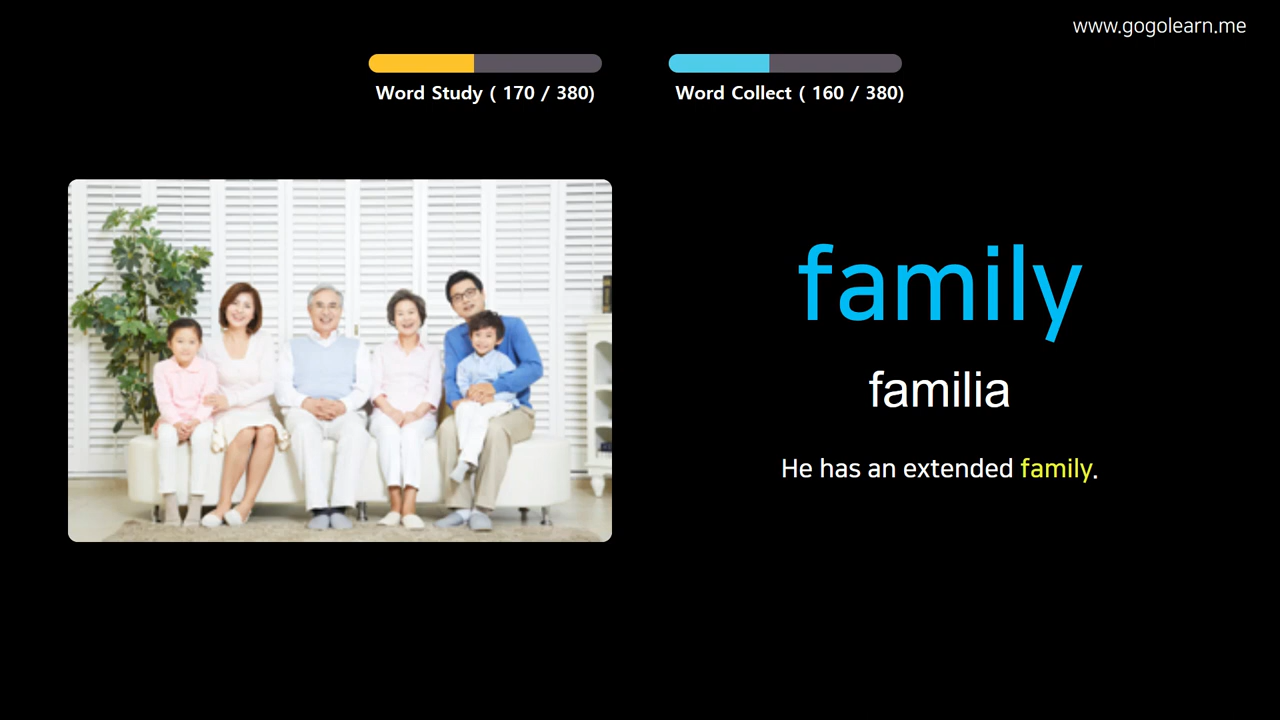 www.gogolearn.me
Word Study ( 170 / 380)
Word Collect ( 160 / 380)
family
familia
He has an extended family.